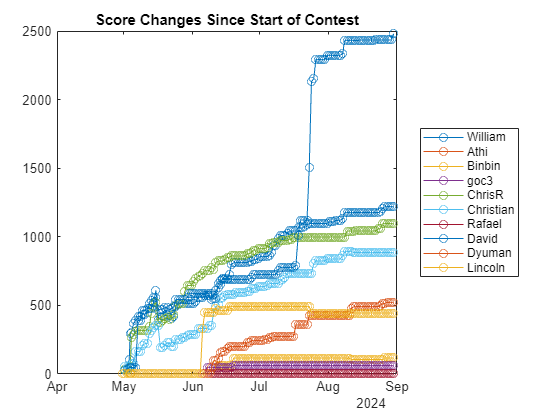 Score Changes Since Start of Contest
2500
2000
1500
1000
500
0
Apr May Jun Jul Aug Sep
2024
William
Athi
Binbin
goc3
ChrisR
Christian
Rafael
David
Dyuman
Lincoln